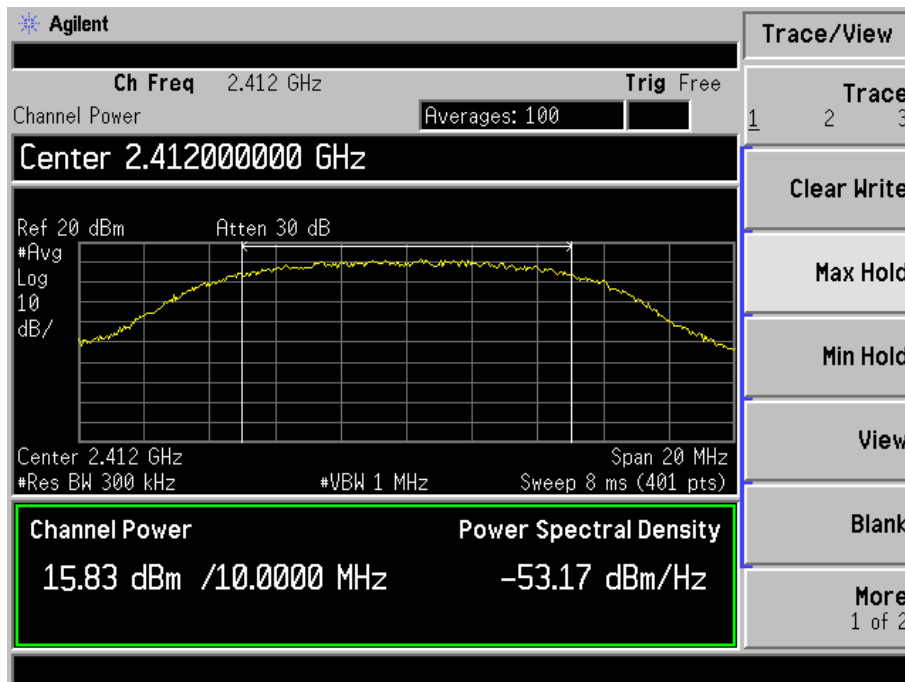 Agilent
Trace/View
Ch Freq 2.412 GHz Trig Free
Channel Power Averages: 100
Trace
1 2 3
Center 2.412000000 GHz
Clear Write
Ref 20 dBm Atten 30 dB
#Avg
Log
10
dB/
Max Hold
Min Hold
Center 2.412 GHz Span 20 MHz
#Res BW 300 kHz #VBW 1 MHz Sweep 8 ms (401 pts)
View
Channel Power Power Spectral Density
15.83 dBm /10.0000 MHz -53.17 dBm/Hz
Blank
More
1 of 2